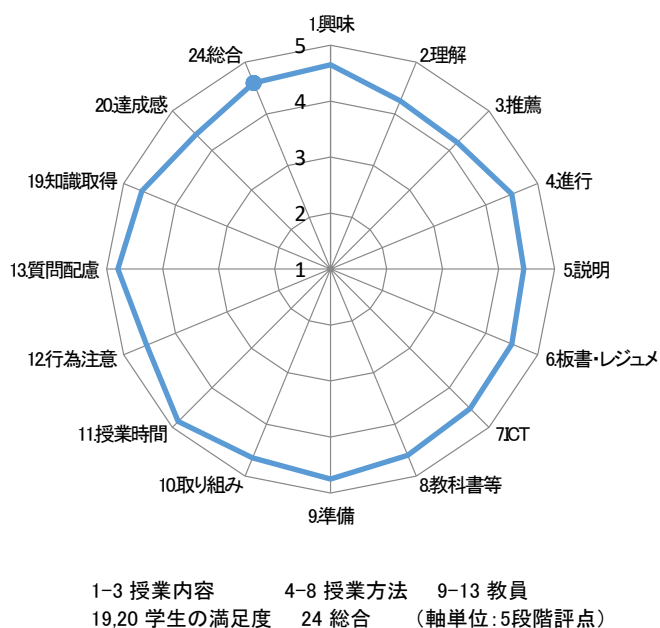 1.興味
2.理解
3.推薦
4.進行
5.説明
6.板書・レジュメ
7.ICT
8.教科書等
9.準備
10.取り組み
11.授業時間
12.行為注意
13.質問配慮
19.知識取得
20.達成感
24.総合
5
4
3
2
1
1-3 授業内容 4-8 授業方法 9-13 教員
19,20 学生の満足度 24 総合 (軸単位:5段階評点)